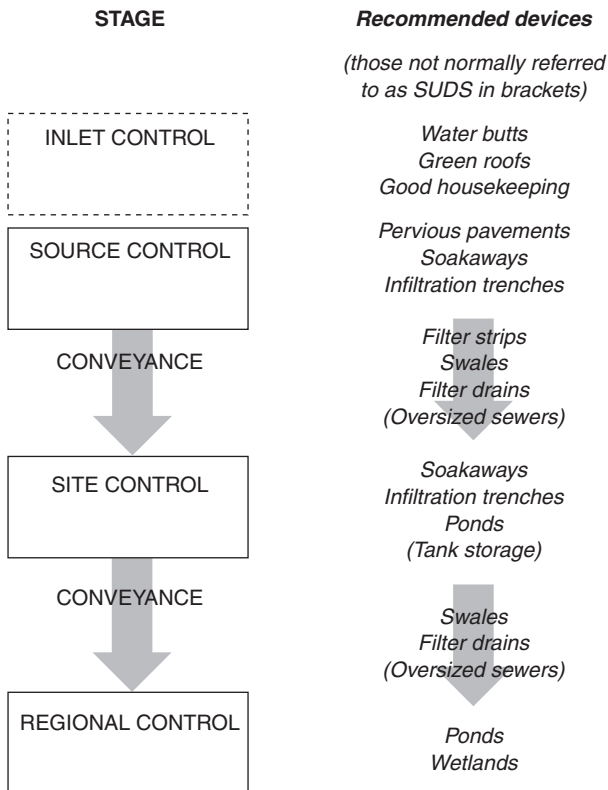 STAGE
Recommended devices
(those not normally referred
to as SUDS in brackets)
INLET CONTROL
Water butts
Green roofs
Good housekeeping
SOURCE CONTROL
Pervious pavements
Soakaways
Infiltration trenches
CONVEYANCE
Filter strips
Swales
Filter drains
(Oversized sewers)
SITE CONTROL
Soakaways
Infiltration trenches
Ponds
(Tank storage)
CONVEYANCE
Swales
Filter drains
(Oversized sewers)
REGIONAL CONTROL
Ponds
Wetlands